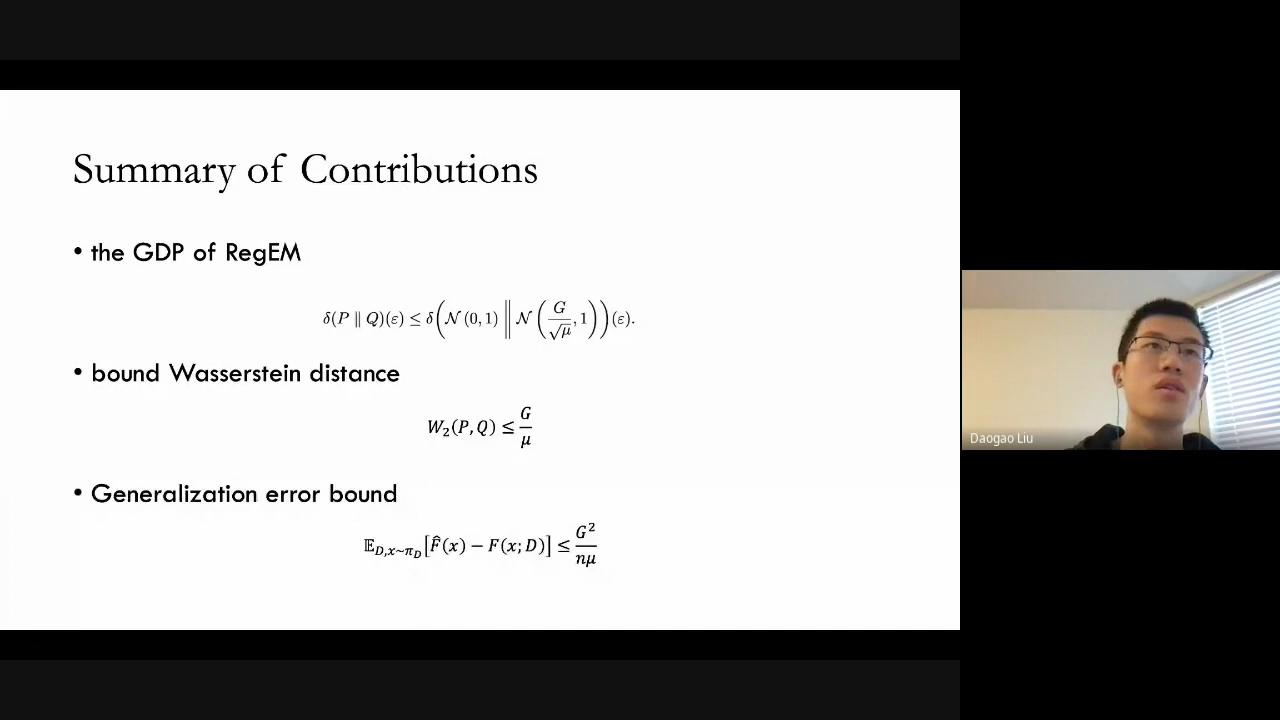 Summary of Contributions
• the GDP of RegEM
δ(P ∥ Q)(ε) ≤ δ(𝒩(0,1) ∥ 𝒩(G/√μ, 1))(ε).
• bound Wasserstein distance
W₂(P, Q) ≤ G/μ
• Generalization error bound
𝔼_{D,x~π_D}[F̂(x) − F(x; D)] ≤ G²/nμ
Daogao Liu